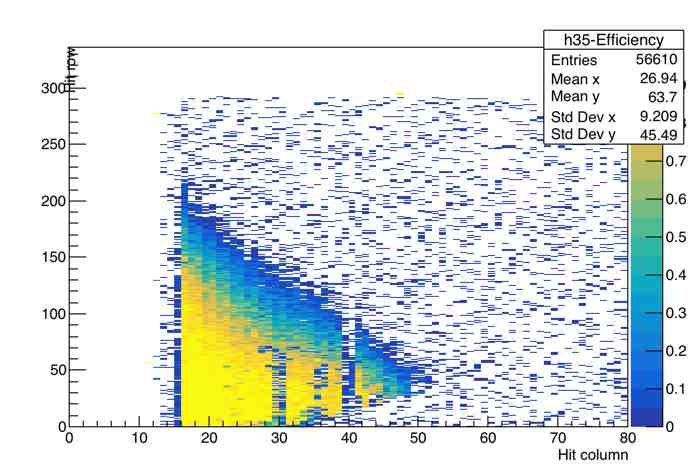 h35-Efficiency
Entries 56610
Mean x 26.94
Mean y 63.7
Std Dev x 9.209
Std Dev y 45.49
300
250
200
150
100
50
0
0 10 20 30 40 50 60 70 80
Hit column
0.7
0.6
0.5
0.4
0.3
0.2
0.1
0